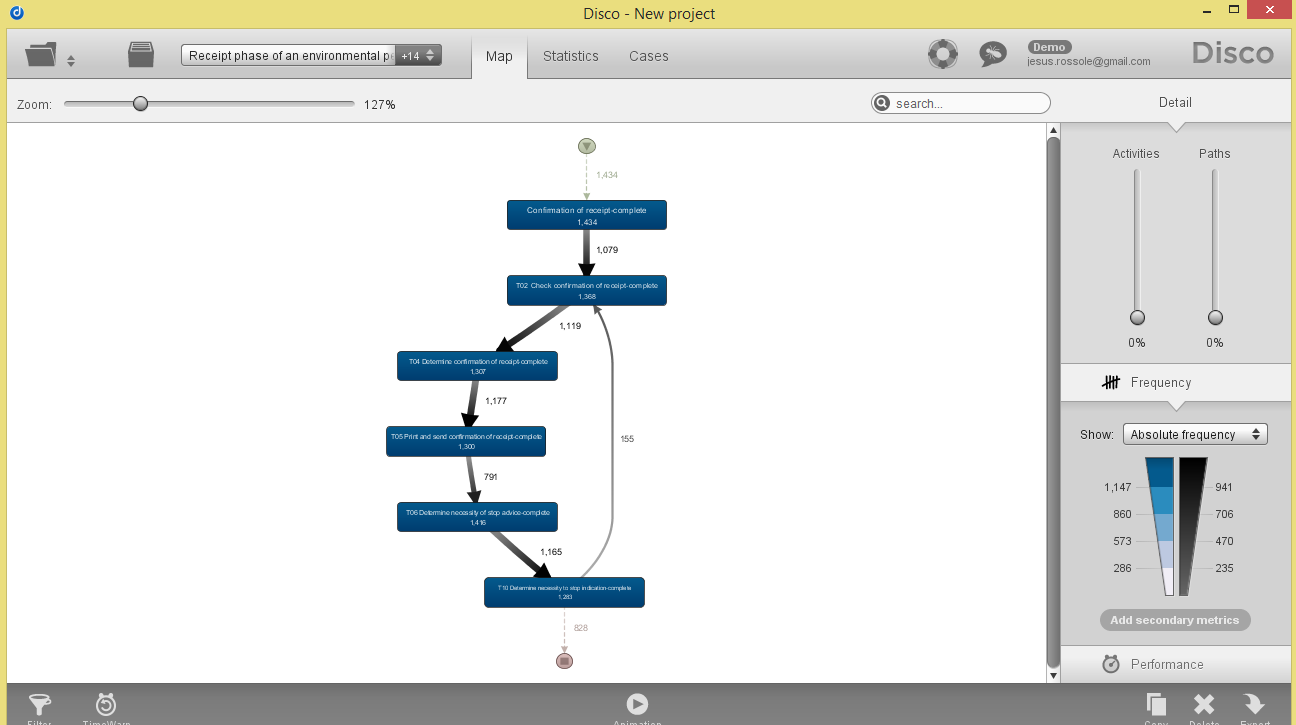 Disco - New project
Receipt phase of an environmental p
+14
Map
Statistics
Cases
Demo
jesus.rossole@gmail.com
Disco
Zoom:
127%
search...
Detail
1,434
Confirmation of receipt-complete
1,434
1,079
T02 Check confirmation of receipt-complete
1,368
1,119
T04 Determine confirmation of receipt-complete
1,307
1,177
T05 Print and send confirmation of receipt-complete
1,300
155
791
T06 Determine necessity of stop advice-complete
1,416
1,165
T10 Determine necessity to stop indication-complete
1,283
828
Activities
Paths
0%
0%
Frequency
Show:
Absolute frequency
1,147
941
860
706
573
470
286
235
Add secondary metrics
Performance
Filter
TimeWarp
Animation
Copy
Delete
Export